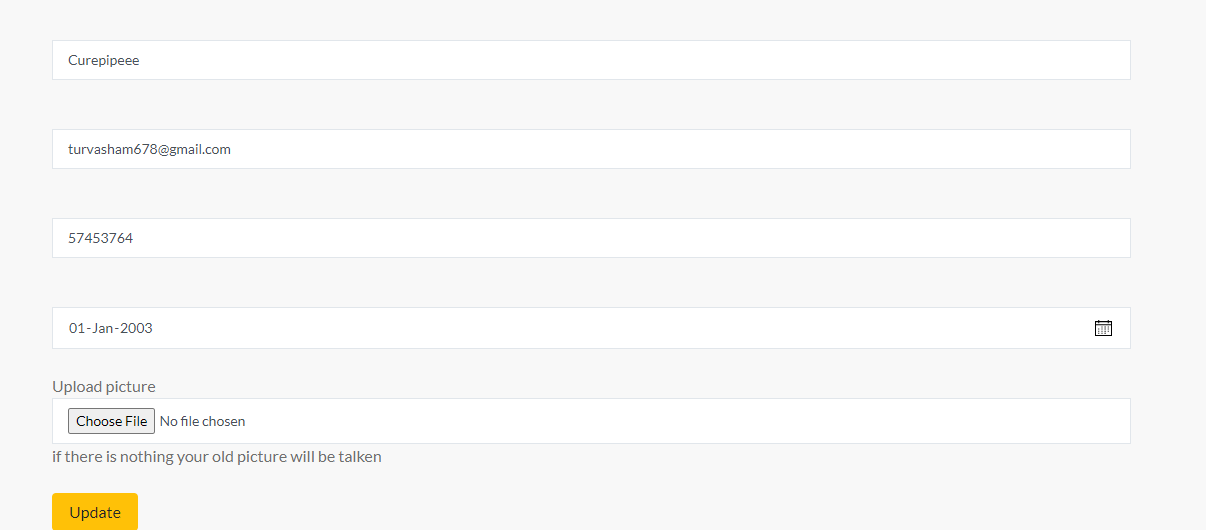 Curepipeee
turvasham678@gmail.com
57453764
01-Jan-2003
Upload picture
Choose File No file chosen
if there is nothing your old picture will be talken
Update